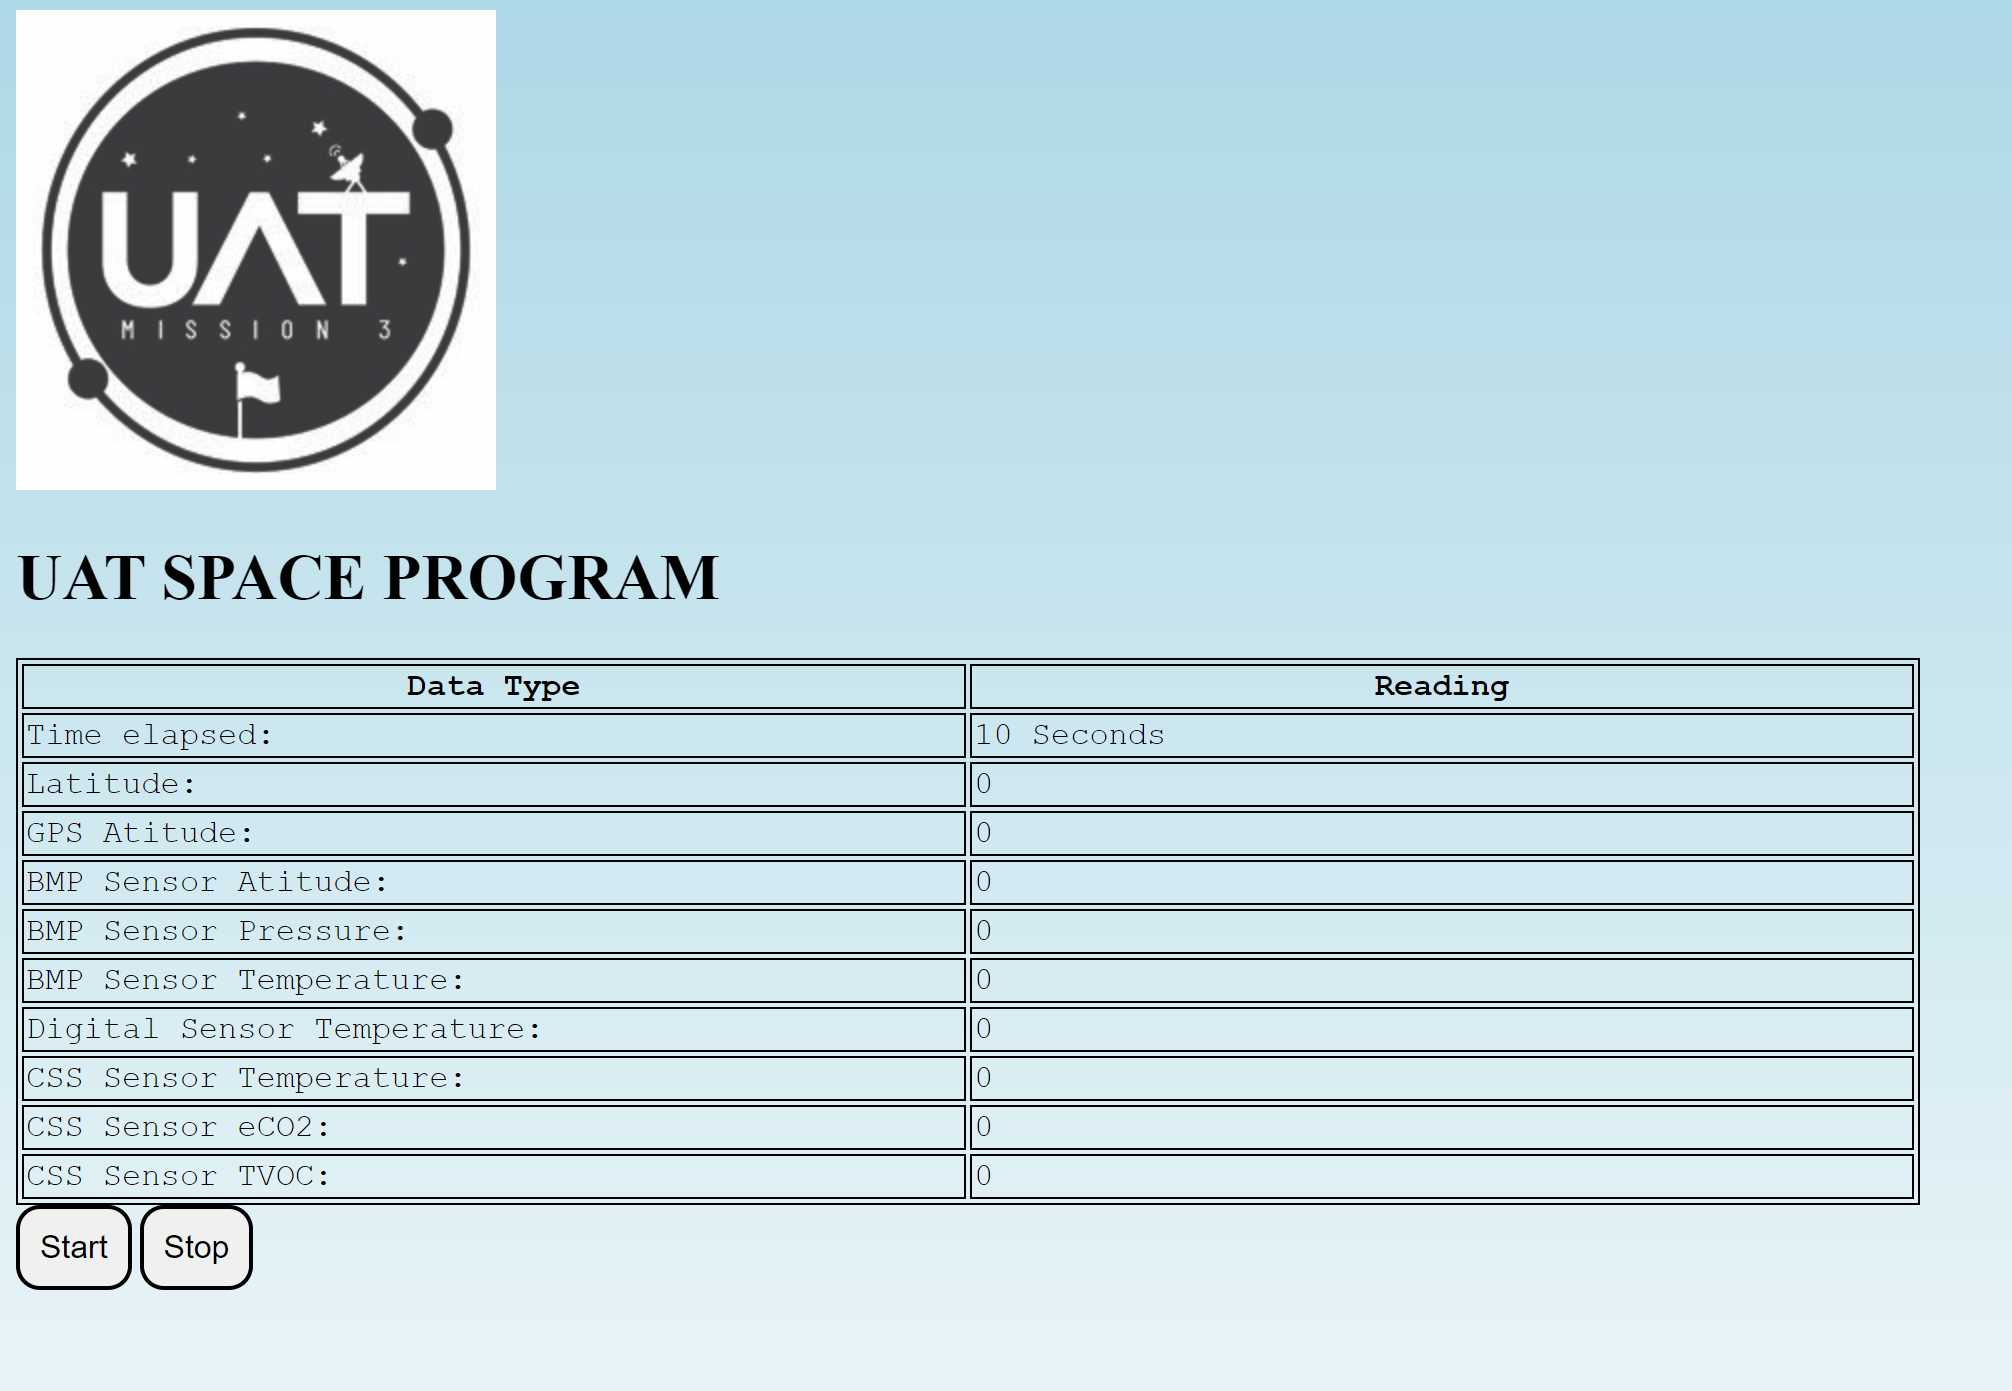 UAT
MISSION 3
UAT SPACE PROGRAM
Data Type Reading
Time elapsed: 10 Seconds
Latitude: 0
GPS Atitude: 0
BMP Sensor Atitude: 0
BMP Sensor Pressure: 0
BMP Sensor Temperature: 0
Digital Sensor Temperature: 0
CSS Sensor Temperature: 0
CSS Sensor eCO2: 0
CSS Sensor TVOC: 0
Start Stop